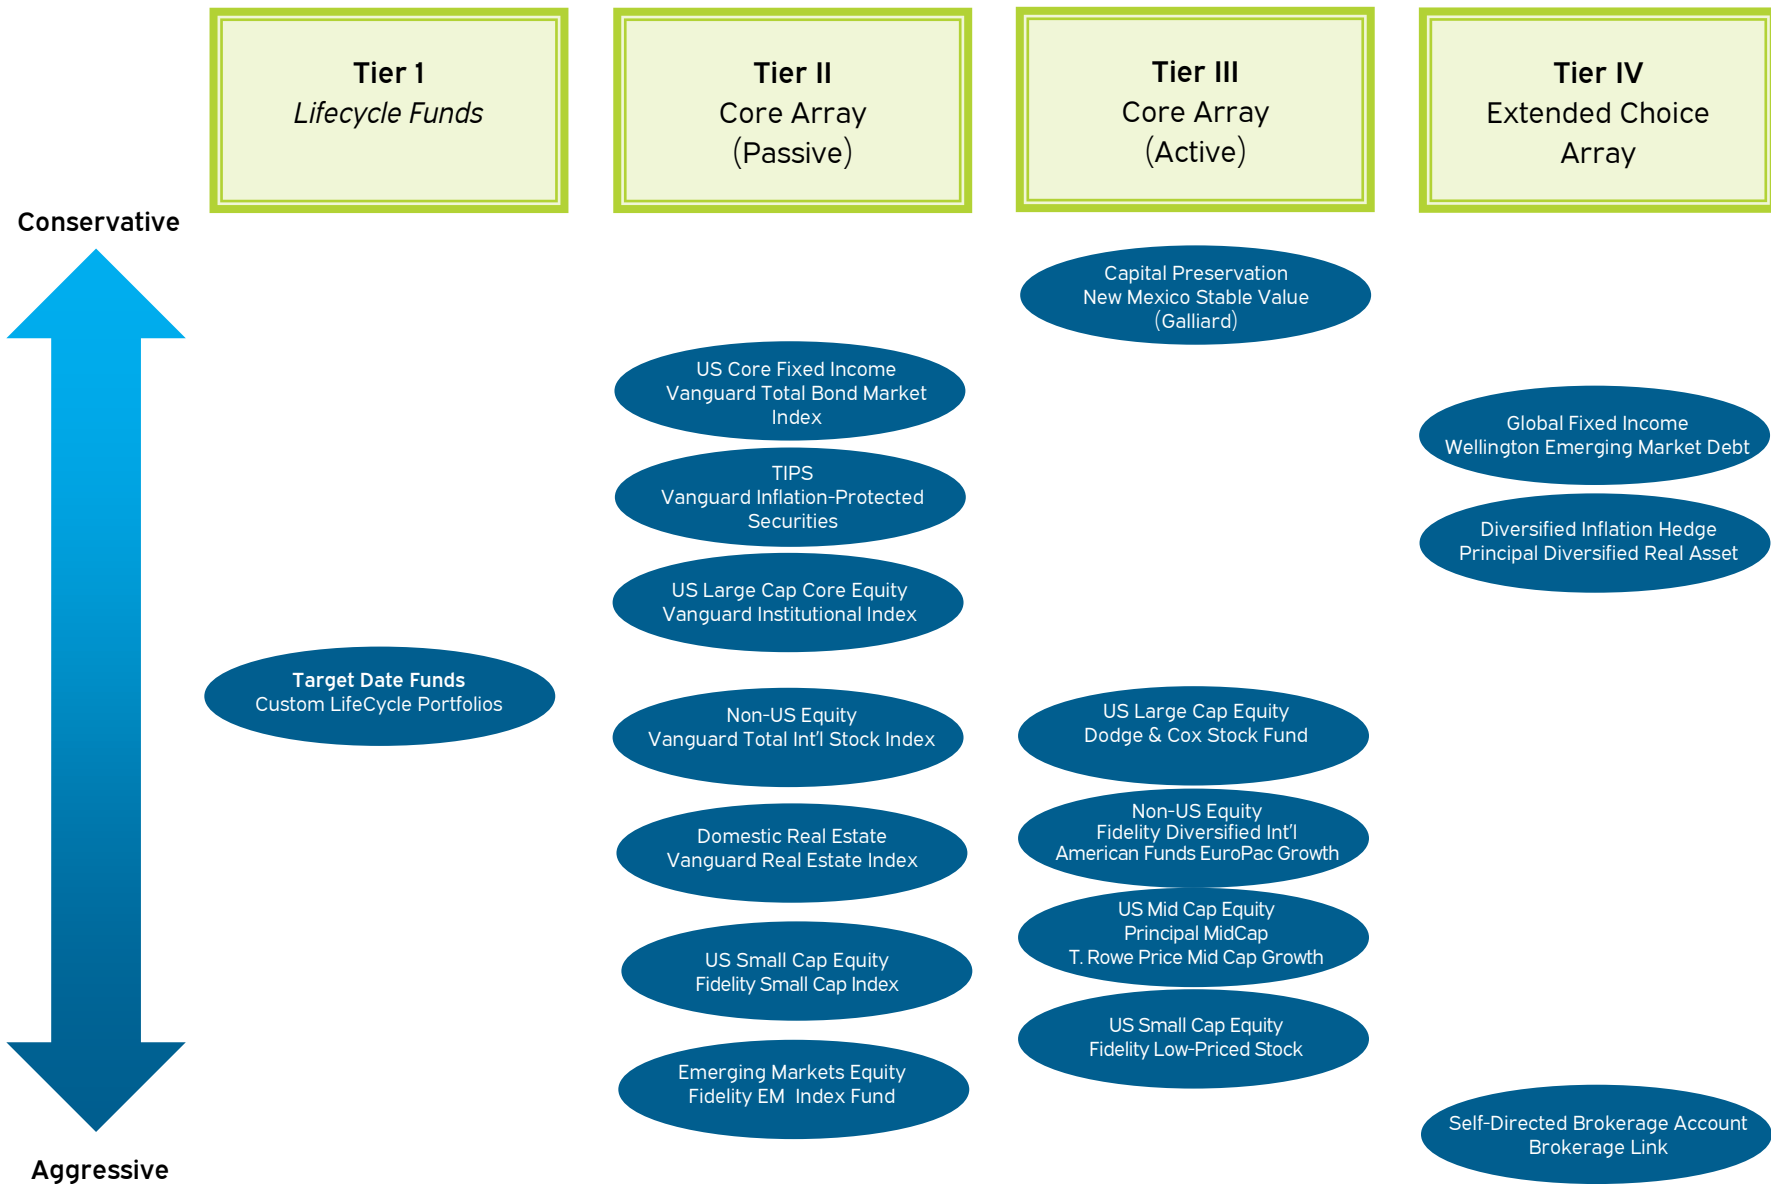 Tier 1
Lifecycle Funds
Tier II
Core Array
(Passive)
Tier III
Core Array
(Active)
Tier IV
Extended Choice
Array
Conservative
Aggressive
Target Date Funds
Custom LifeCycle Portfolios
US Core Fixed Income
Vanguard Total Bond Market
Index
TIPS
Vanguard Inflation-Protected
Securities
US Large Cap Core Equity
Vanguard Institutional Index
Non-US Equity
Vanguard Total Int'l Stock Index
Domestic Real Estate
Vanguard Real Estate Index
US Small Cap Equity
Fidelity Small Cap Index
Emerging Markets Equity
Fidelity EM  Index Fund
Capital Preservation
New Mexico Stable Value
(Galliard)
US Large Cap Equity
Dodge & Cox Stock Fund
Non-US Equity
Fidelity Diversified Int'l
American Funds EuroPac Growth
US Mid Cap Equity
Principal MidCap
T. Rowe Price Mid Cap Growth
US Small Cap Equity
Fidelity Low-Priced Stock
Global Fixed Income
Wellington Emerging Market Debt
Diversified Inflation Hedge
Principal Diversified Real Asset
Self-Directed Brokerage Account
Brokerage Link